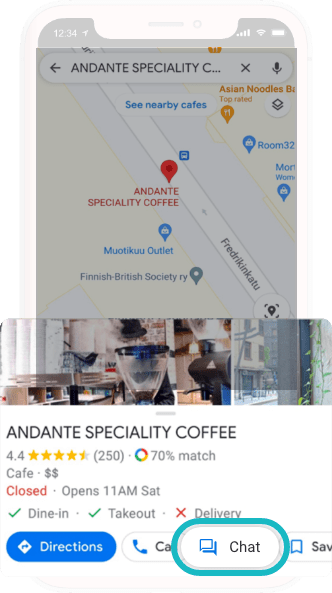 12.34
ANDANTE SPECIALITY C...
Asian Noodles Ba
Top rated
See nearby cafes
Room32
Mor
Wome
ANDANTE
SPECIALITY COFFEE
Muotikuu Outlet
Fredrikinkatu
Finnish-British Society ry
ANDANTE SPECIALITY COFFEE
4.4 (250) · 70% match
Cafe · $$
Closed · Opens 11AM Sat
Dine-in · Takeout · Delivery
Directions Ca Chat Sav